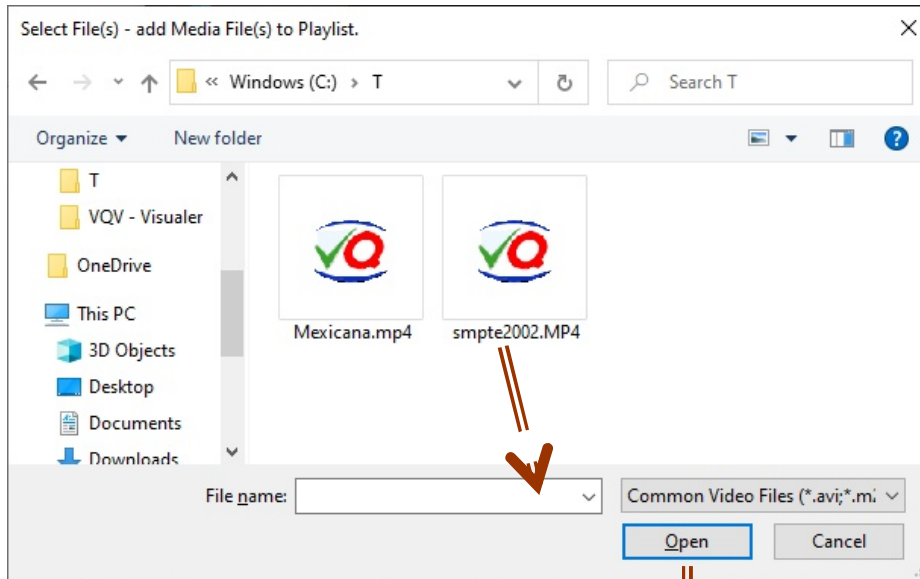 Select File(s) - add Media File(s) to Playlist.
« Windows (C:) › T
Search T
Organize
New folder
T
VQV - Visualer
OneDrive
This PC
3D Objects
Desktop
Documents
Downloads
Mexicana.mp4
smpte2002.MP4
File name:
Common Video Files (*.avi;*.m
Open
Cancel